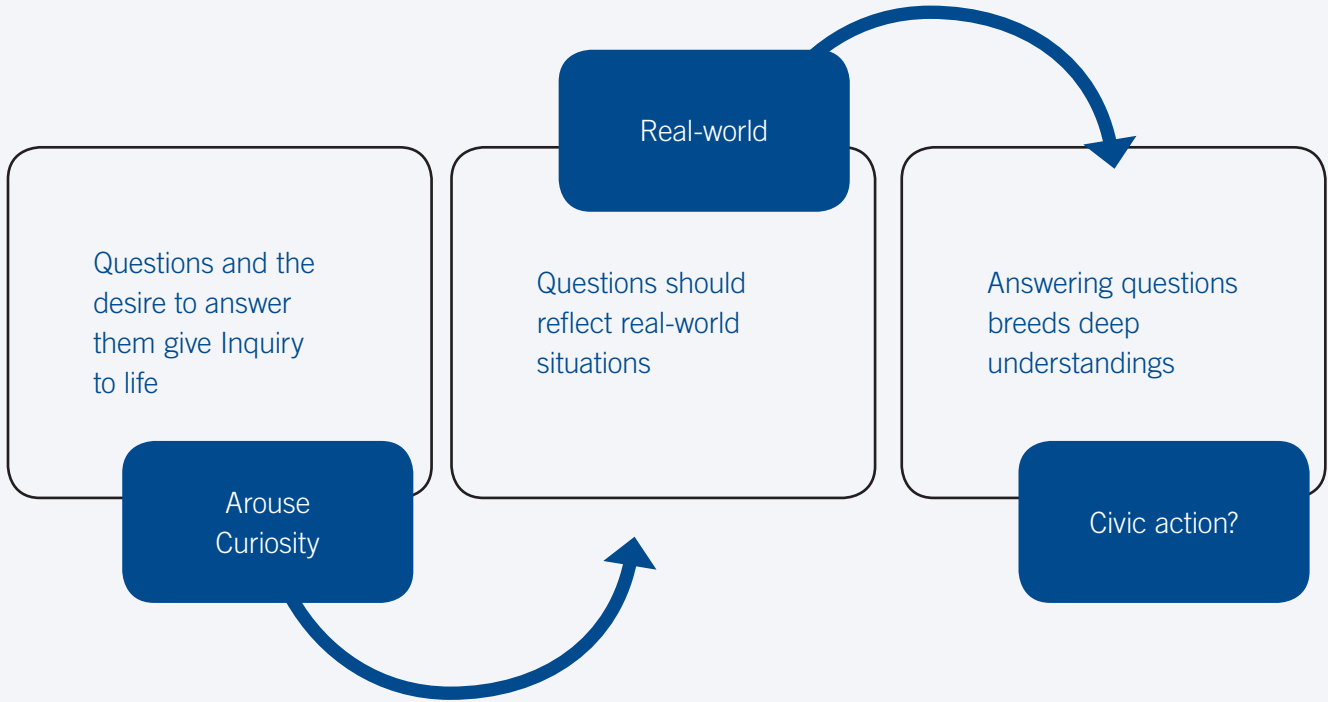 Questions and the
desire to answer
them give Inquiry
to life
Arouse
Curiosity
Real-world
Questions should
reflect real-world
situations
Answering questions
breeds deep
understandings
Civic action?